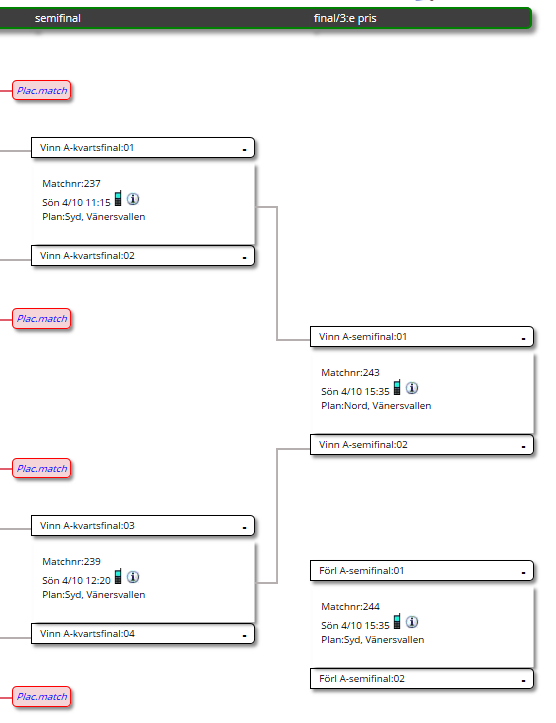 semifinal
final/3:e pris
Plac.match
Vinn A-kvartsfinal:01 -
Matchnr:237
Sön 4/10 11:15
Plan:Syd, Vänersvallen
Vinn A-kvartsfinal:02 -
Plac.match
Vinn A-semifinal:01 -
Matchnr:243
Sön 4/10 15:35
Plan:Nord, Vänersvallen
Vinn A-semifinal:02 -
Plac.match
Vinn A-kvartsfinal:03 -
Matchnr:239
Sön 4/10 12:20
Plan:Syd, Vänersvallen
Vinn A-kvartsfinal:04 -
Förl A-semifinal:01 -
Matchnr:244
Sön 4/10 15:35
Plan:Syd, Vänersvallen
Förl A-semifinal:02 -
Plac.match